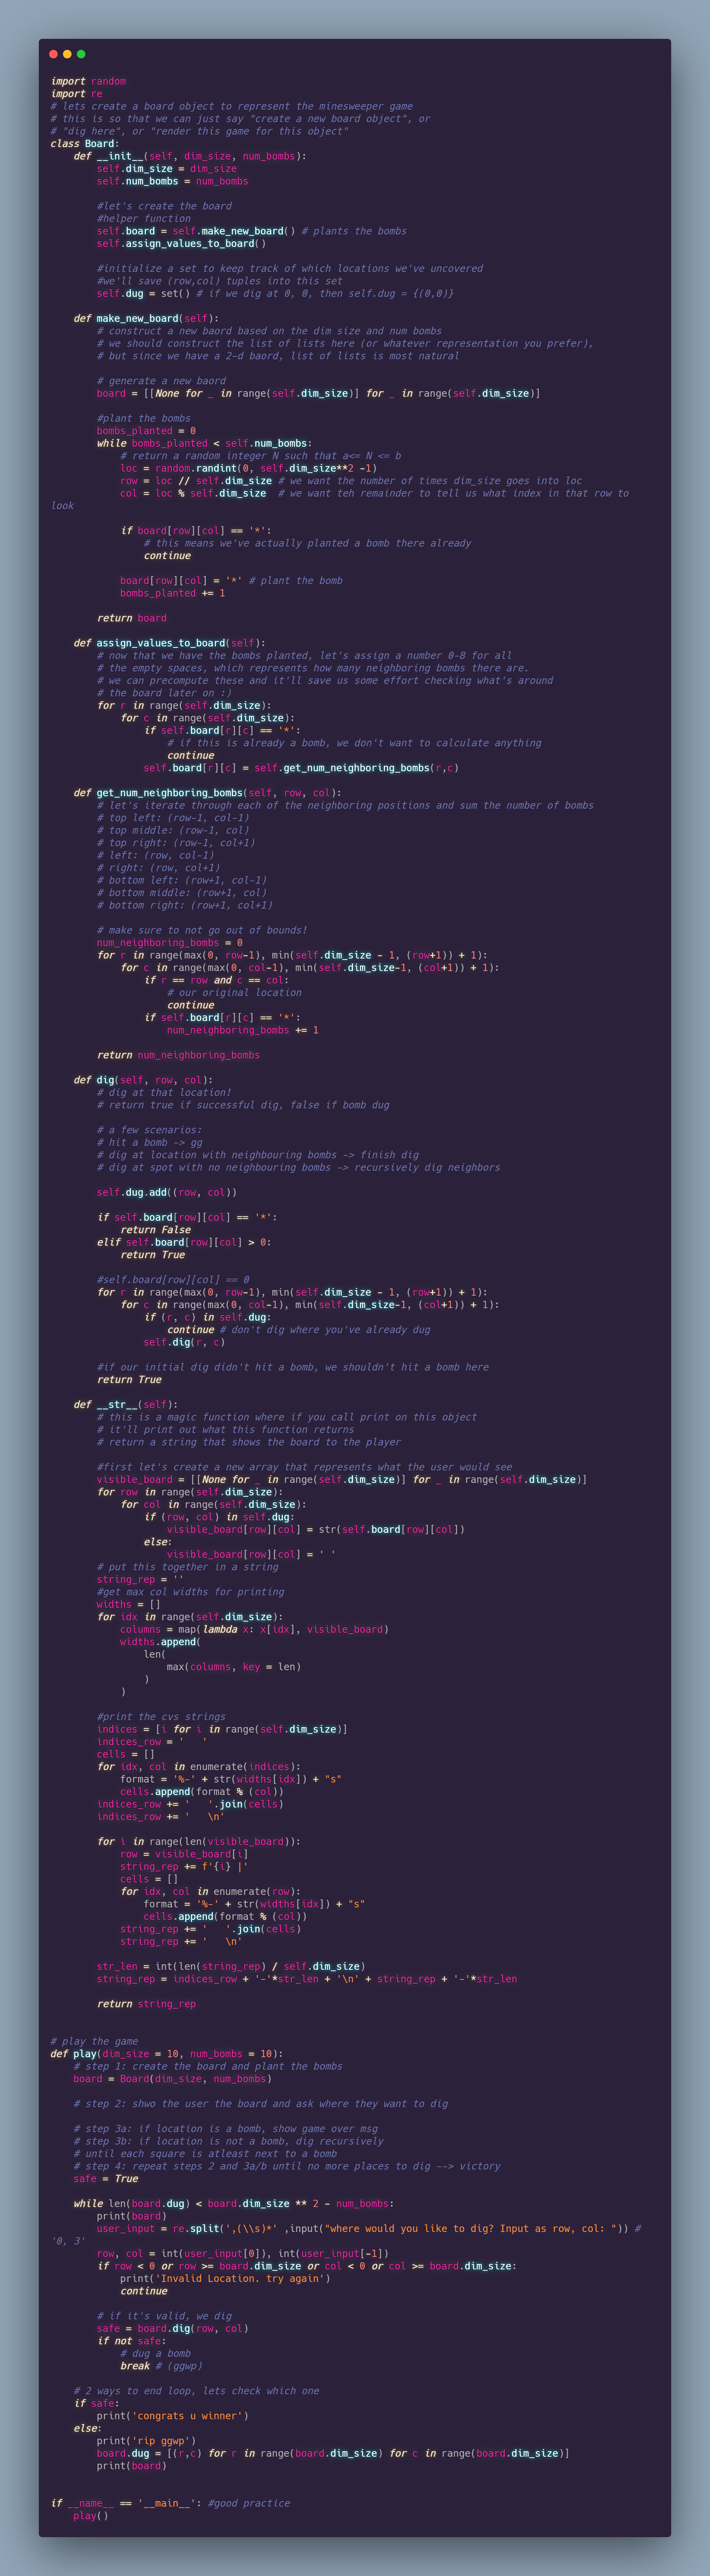 import random
import re
# lets create a board object to represent the minesweeper game
# this is so that we can just say "create a new board object", or
# "dig here", or "render this game for this object"
class Board:
    def __init__(self, dim_size, num_bombs):
        self.dim_size = dim_size
        self.num_bombs = num_bombs

        #let's create the board
        #helper function
        self.board = self.make_new_board() # plants the bombs
        self.assign_values_to_board()

        #initialize a set to keep track of which locations we've uncovered
        #we'll save (row,col) tuples into this set
        self.dug = set() # if we dig at 0, 0, then self.dug = {(0,0)}

    def make_new_board(self):
        # construct a new baord based on the dim size and num bombs
        # we should construct the list of lists here (or whatever representation you prefer),
        # but since we have a 2-d baord, list of lists is most natural

        # generate a new baord
        board = [[None for _ in range(self.dim_size)] for _ in range(self.dim_size)]

        #plant the bombs
        bombs_planted = 0
        while bombs_planted < self.num_bombs:
            # return a random integer N such that a<= N <= b
            loc = random.randint(0, self.dim_size**2 -1)
            row = loc // self.dim_size # we want the number of times dim_size goes into loc
            col = loc % self.dim_size  # we want teh remainder to tell us what index in that row to
look

            if board[row][col] == '*':
                # this means we've actually planted a bomb there already
                continue

            board[row][col] = '*' # plant the bomb
            bombs_planted += 1

        return board

    def assign_values_to_board(self):
        # now that we have the bombs planted, let's assign a number 0-8 for all
        # the empty spaces, which represents how many neighboring bombs there are.
        # we can precompute these and it'll save us some effort checking what's around
        # the board later on :)
        for r in range(self.dim_size):
            for c in range(self.dim_size):
                if self.board[r][c] == '*':
                    # if this is already a bomb, we don't want to calculate anything
                    continue
                self.board[r][c] = self.get_num_neighboring_bombs(r,c)

    def get_num_neighboring_bombs(self, row, col):
        # let's iterate through each of the neighboring positions and sum the number of bombs
        # top left: (row-1, col-1)
        # top middle: (row-1, col)
        # top right: (row-1, col+1)
        # left: (row, col-1)
        # right: (row, col+1)
        # bottom left: (row+1, col-1)
        # bottom middle: (row+1, col)
        # bottom right: (row+1, col+1)

        # make sure to not go out of bounds!
        num_neighboring_bombs = 0
        for r in range(max(0, row-1), min(self.dim_size - 1, (row+1)) + 1):
            for c in range(max(0, col-1), min(self.dim_size-1, (col+1)) + 1):
                if r == row and c == col:
                    # our original location
                    continue
                if self.board[r][c] == '*':
                    num_neighboring_bombs += 1

        return num_neighboring_bombs

    def dig(self, row, col):
        # dig at that location!
        # return true if successful dig, false if bomb dug

        # a few scenarios:
        # hit a bomb -> gg
        # dig at location with neighbouring bombs -> finish dig
        # dig at spot with no neighbouring bombs -> recursively dig neighbors

        self.dug.add((row, col))

        if self.board[row][col] == '*':
            return False
        elif self.board[row][col] > 0:
            return True

        #self.board[row][col] == 0
        for r in range(max(0, row-1), min(self.dim_size - 1, (row+1)) + 1):
            for c in range(max(0, col-1), min(self.dim_size-1, (col+1)) + 1):
                if (r, c) in self.dug:
                    continue # don't dig where you've already dug
                self.dig(r, c)

        #if our initial dig didn't hit a bomb, we shouldn't hit a bomb here
        return True

    def __str__(self):
        # this is a magic function where if you call print on this object
        # it'll print out what this function returns
        # return a string that shows the board to the player

        #first let's create a new array that represents what the user would see
        visible_board = [[None for _ in range(self.dim_size)] for _ in range(self.dim_size)]
        for row in range(self.dim_size):
            for col in range(self.dim_size):
                if (row, col) in self.dug:
                    visible_board[row][col] = str(self.board[row][col])
                else:
                    visible_board[row][col] = ' '
        # put this together in a string
        string_rep = ''
        #get max col widths for printing
        widths = []
        for idx in range(self.dim_size):
            columns = map(lambda x: x[idx], visible_board)
            widths.append(
                len(
                    max(columns, key = len)
                )
            )

        #print the cvs strings
        indices = [i for i in range(self.dim_size)]
        indices_row = '   '
        cells = []
        for idx, col in enumerate(indices):
            format = '%-' + str(widths[idx]) + "s"
            cells.append(format % (col))
        indices_row += '   '.join(cells)
        indices_row += '   \n'

        for i in range(len(visible_board)):
            row = visible_board[i]
            string_rep += f'{i} |'
            cells = []
            for idx, col in enumerate(row):
                format = '%-' + str(widths[idx]) + "s"
                cells.append(format % (col))
            string_rep += '   '.join(cells)
            string_rep += '   \n'

        str_len = int(len(string_rep) / self.dim_size)
        string_rep = indices_row + '-'*str_len + '\n' + string_rep + '-'*str_len

        return string_rep


# play the game
def play(dim_size = 10, num_bombs = 10):
    # step 1: create the board and plant the bombs
    board = Board(dim_size, num_bombs)

    # step 2: shwo the user the board and ask where they want to dig

    # step 3a: if location is a bomb, show game over msg
    # step 3b: if location is not a bomb, dig recursively
    # until each square is atleast next to a bomb
    # step 4: repeat steps 2 and 3a/b until no more places to dig --> victory
    safe = True

    while len(board.dug) < board.dim_size ** 2 - num_bombs:
        print(board)
        user_input = re.split(',(\\s)*' ,input("where would you like to dig? Input as row, col: ")) #
'0, 3'
        row, col = int(user_input[0]), int(user_input[-1])
        if row < 0 or row >= board.dim_size or col < 0 or col >= board.dim_size:
            print('Invalid Location. try again')
            continue

        # if it's valid, we dig
        safe = board.dig(row, col)
        if not safe:
            # dug a bomb
            break # (ggwp)

    # 2 ways to end loop, lets check which one
    if safe:
        print('congrats u winner')
    else:
        print('rip ggwp')
        board.dug = [(r,c) for r in range(board.dim_size) for c in range(board.dim_size)]
        print(board)


if __name__ == '__main__': #good practice
    play()